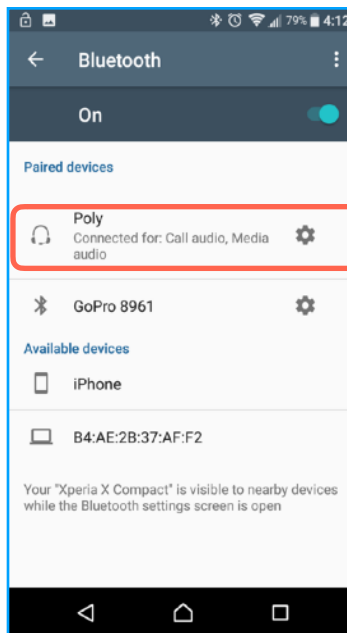 79% 4:12
Bluetooth
On
Paired devices
Poly
Connected for: Call audio, Media
audio
GoPro 8961
Available devices
iPhone
B4:AE:2B:37:AF:F2
Your "Xperia X Compact" is visible to nearby devices
while the Bluetooth settings screen is open